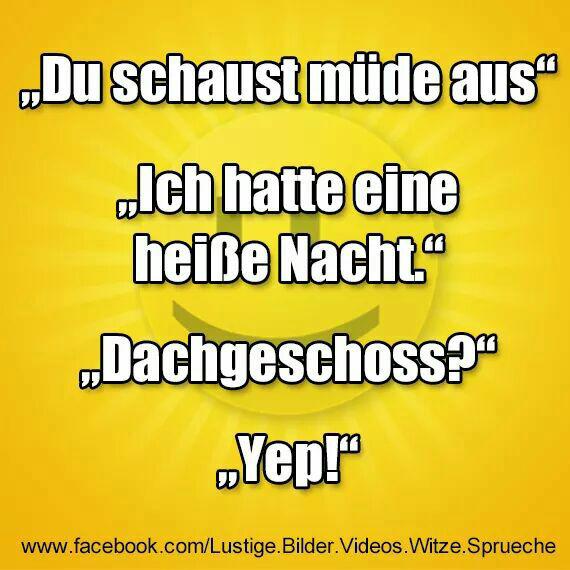 „Du schaust müde aus“
„Ich hatte eine
heiße Nacht.“
„Dachgeschoss?“
„Yep!“
www.facebook.com/Lustige.Bilder.Videos.Witze.Sprueche